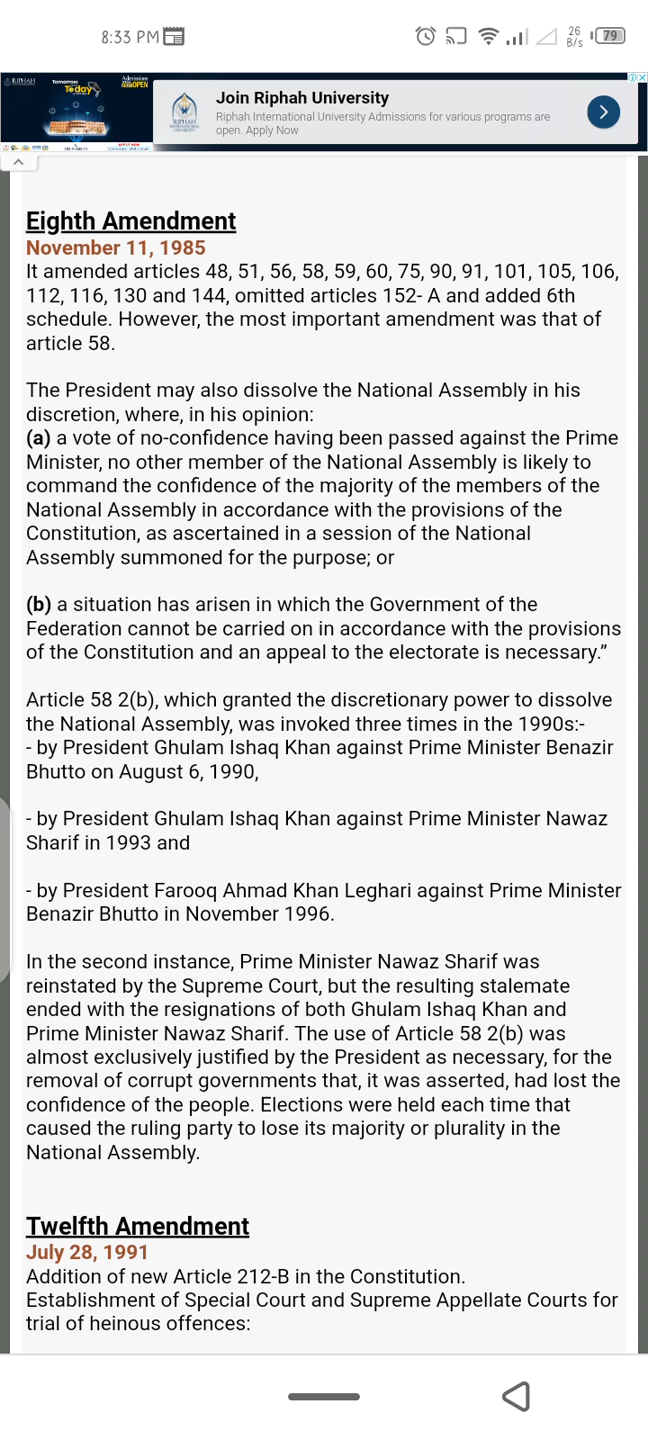 8:33 PM
26
B/s
79
RIPHAH
Tomorrow
Today
Admissions
OPEN
Join Riphah University
Riphah International University Admissions for various programs are
open. Apply Now
RIPHAH
Eighth Amendment
November 11, 1985
It amended articles 48, 51, 56, 58, 59, 60, 75, 90, 91, 101, 105, 106,
112, 116, 130 and 144, omitted articles 152- A and added 6th
schedule. However, the most important amendment was that of
article 58.
The President may also dissolve the National Assembly in his
discretion, where, in his opinion:
(a) a vote of no-confidence having been passed against the Prime
Minister, no other member of the National Assembly is likely to
command the confidence of the majority of the members of the
National Assembly in accordance with the provisions of the
Constitution, as ascertained in a session of the National
Assembly summoned for the purpose; or
(b) a situation has arisen in which the Government of the
Federation cannot be carried on in accordance with the provisions
of the Constitution and an appeal to the electorate is necessary.”
Article 58 2(b), which granted the discretionary power to dissolve
the National Assembly, was invoked three times in the 1990s:-
- by President Ghulam Ishaq Khan against Prime Minister Benazir
Bhutto on August 6, 1990,
- by President Ghulam Ishaq Khan against Prime Minister Nawaz
Sharif in 1993 and
- by President Farooq Ahmad Khan Leghari against Prime Minister
Benazir Bhutto in November 1996.
In the second instance, Prime Minister Nawaz Sharif was
reinstated by the Supreme Court, but the resulting stalemate
ended with the resignations of both Ghulam Ishaq Khan and
Prime Minister Nawaz Sharif. The use of Article 58 2(b) was
almost exclusively justified by the President as necessary, for the
removal of corrupt governments that, it was asserted, had lost the
confidence of the people. Elections were held each time that
caused the ruling party to lose its majority or plurality in the
National Assembly.
Twelfth Amendment
July 28, 1991
Addition of new Article 212-B in the Constitution.
Establishment of Special Court and Supreme Appellate Courts for
trial of heinous offences: